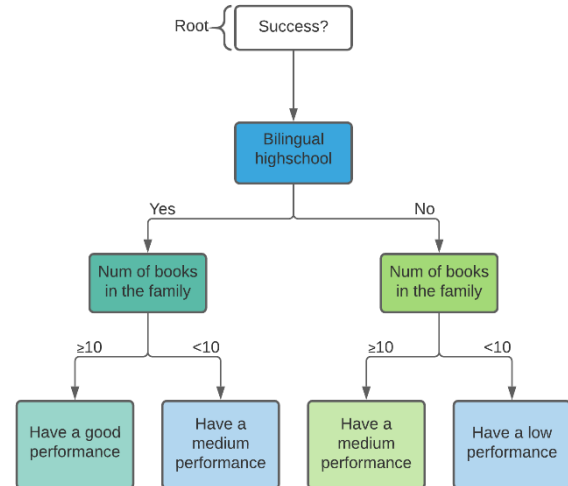 Root
Success?
Bilingual
highschool
Yes
No
Num of books
in the family
Num of books
in the family
≥10
<10
≥10
<10
Have a good
performance
Have a
medium
performance
Have a
medium
performance
Have a low
performance